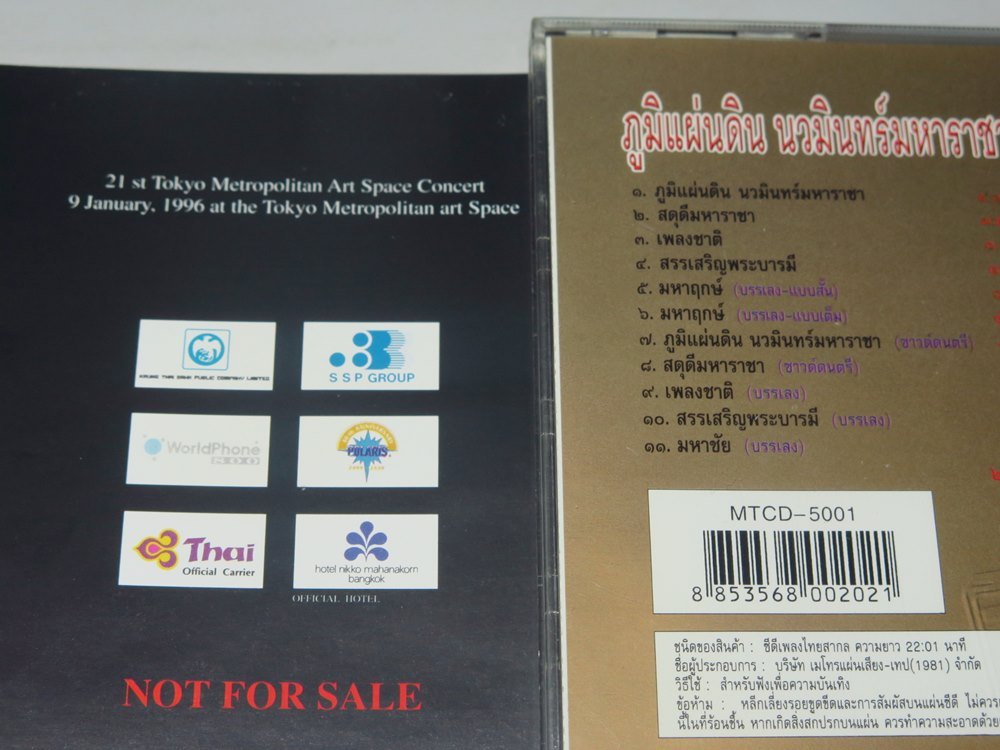 21 st Tokyo Metropolitan Art Space Concert
9 January, 1996 at the Tokyo Metropolitan art Space
KRUNG THAI BANK PUBLIC COMPANY LIMITED
SSP GROUP
WorldPhone
800
POLARIS
Thai
Official Carrier
hotel nikko mahanakorn
bangkok
OFFICIAL HOTEL
NOT FOR SALE
ภูมิแผ่นดิน นวมินทร์มหาราชา
๑. ภูมิแผ่นดิน นวมินทร์มหาราชา
๒. สดุดีมหาราชา
๓. เพลงชาติ
๔. สรรเสริญพระบารมี
๕. มหาฤกษ์ (บรรเลง-แบบสั้น)
๖. มหาฤกษ์ (บรรเลง-แบบเต็ม)
๗. ภูมิแผ่นดิน นวมินทร์มหาราชา (ซาวด์ดนตรี)
๘. สดุดีมหาราชา (ซาวด์ดนตรี)
๙. เพลงชาติ (บรรเลง)
๑๐. สรรเสริญพระบารมี (บรรเลง)
๑๑. มหาชัย (บรรเลง)
MTCD-5001
8 853568 002021
ชนิดของสินค้า : ซีดีเพลงไทยสากล ความยาว 22:01 นาที
ชื่อผู้ประกอบการ : บริษัท เมโทรแผ่นเสียง-เทป(1981) จำกัด
วิธีใช้ : สำหรับฟังเพื่อความบันเทิง
ข้อห้าม : หลีกเลี่ยงรอยขูดขีดและการสัมผัสบนแผ่นซีดี ไม่ควร
นี้ในที่ร้อนชื้น หากเกิดสิ่งสกปรกบนแผ่น ควรทำความสะอาดด้วย